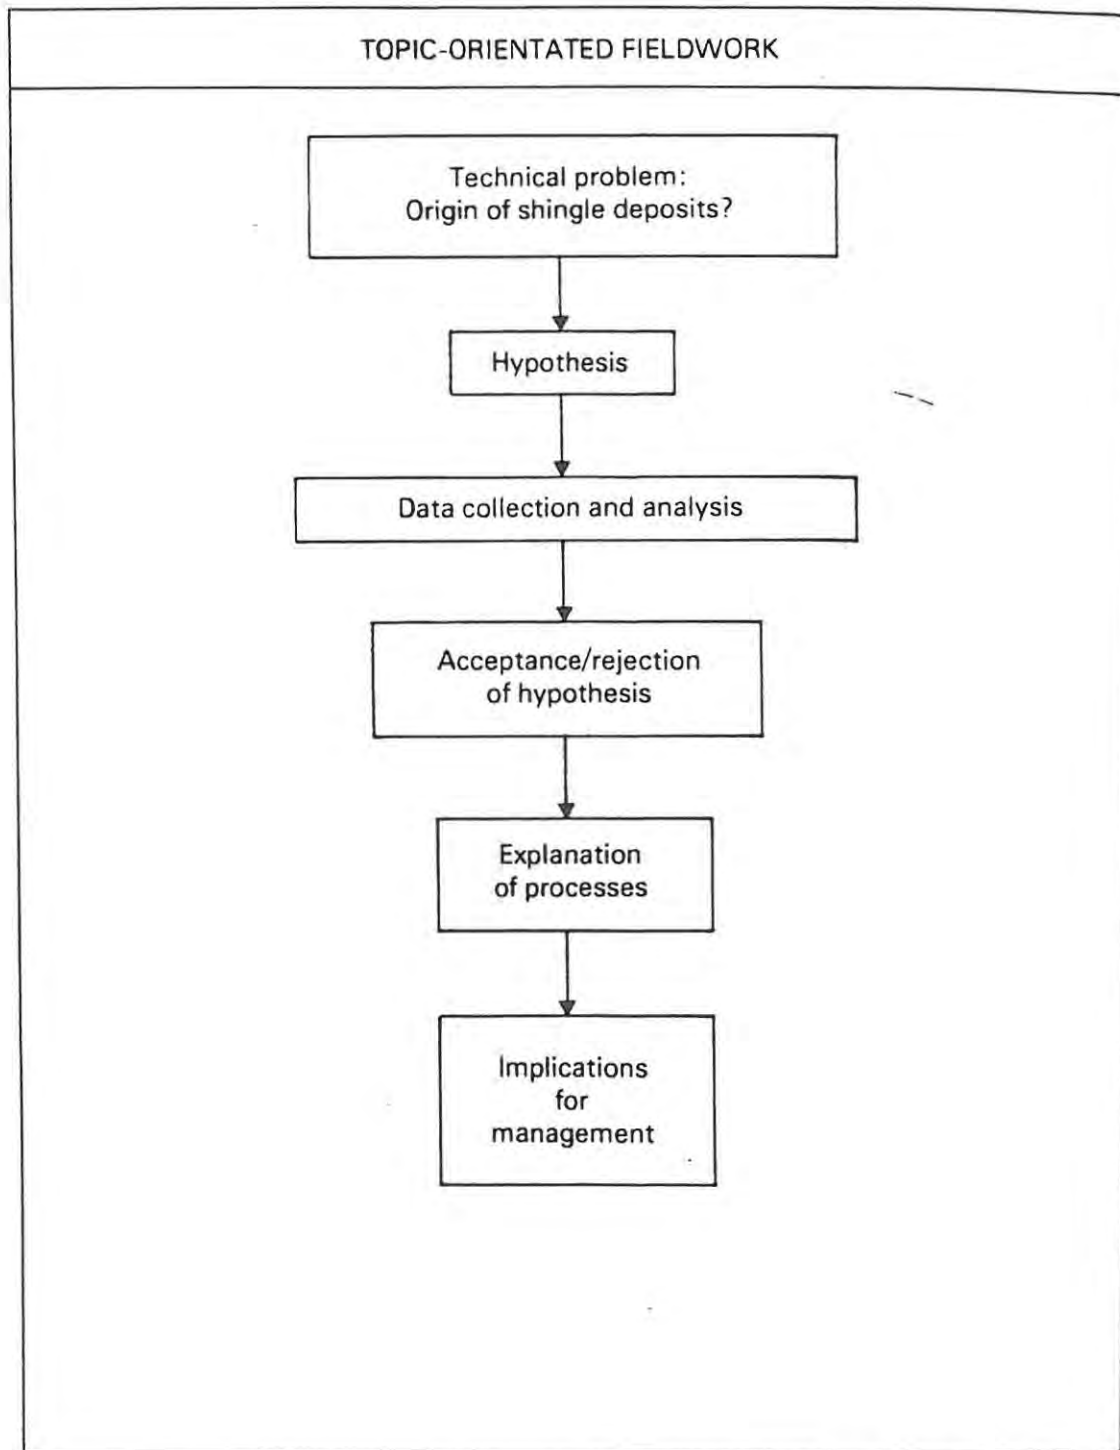 TOPIC-ORIENTATED FIELDWORK
Technical problem:
Origin of shingle deposits?
Hypothesis
Data collection and analysis
Acceptance/rejection
of hypothesis
Explanation
of processes
Implications
for
management